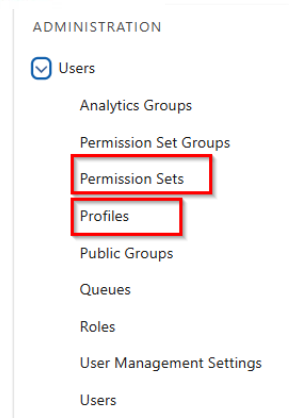 ADMINISTRATION
Users
Analytics Groups
Permission Set Groups
Permission Sets
Profiles
Public Groups
Queues
Roles
User Management Settings
Users